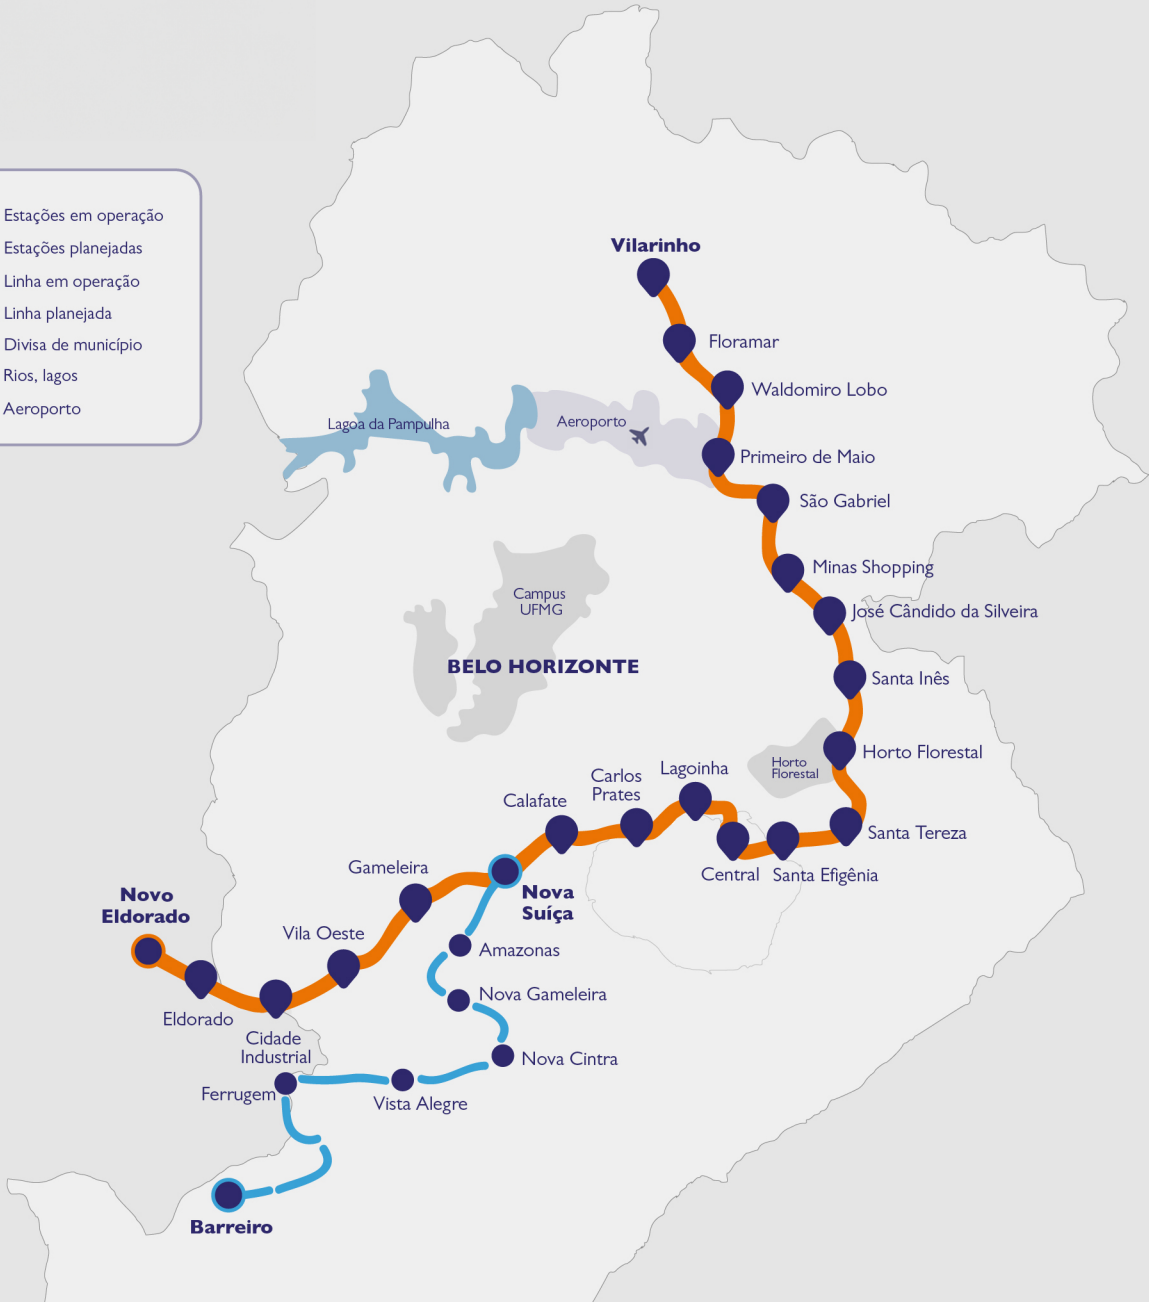 Estações em operação
Estações planejadas
Linha em operação
Linha planejada
Divisa de município
Rios, lagos
Aeroporto
Vilarinho
Floramar
Waldomiro Lobo
Lagoa da Pampulha
Aeroporto
Primeiro de Maio
São Gabriel
Minas Shopping
Campus
UFMG
José Cândido da Silveira
BELO HORIZONTE
Santa Inês
Horto Florestal
Horto
Florestal
Lagoinha
Carlos
Prates
Calafate
Santa Tereza
Central
Santa Efigênia
Gameleira
Nova
Suíça
Novo
Eldorado
Vila Oeste
Amazonas
Nova Gameleira
Eldorado
Cidade
Industrial
Nova Cintra
Ferrugem
Vista Alegre
Barreiro